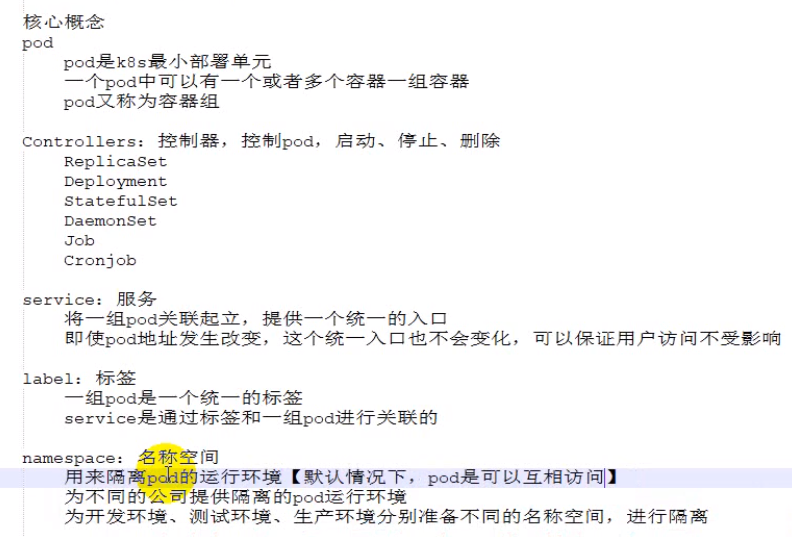 核心概念
pod
pod是k8s最小部署单元
一个pod中可以有一个或者多个容器一组容器
pod又称为容器组
Controllers：控制器，控制pod，启动、停止、删除
ReplicaSet
Deployment
StatefulSet
DaemonSet
Job
Cronjob
service：服务
将一组pod关联起立，提供一个统一的入口
即使pod地址发生改变，这个统一入口也不会变化，可以保证用户访问不受影响
label：标签
一组pod是一个统一的标签
service是通过标签和一组pod进行关联的
namespace：名称空间
用来隔离pod的运行环境【默认情况下，pod是可以互相访问】
为不同的公司提供隔离的pod运行环境
为开发环境、测试环境、生产环境分别准备不同的名称空间，进行隔离